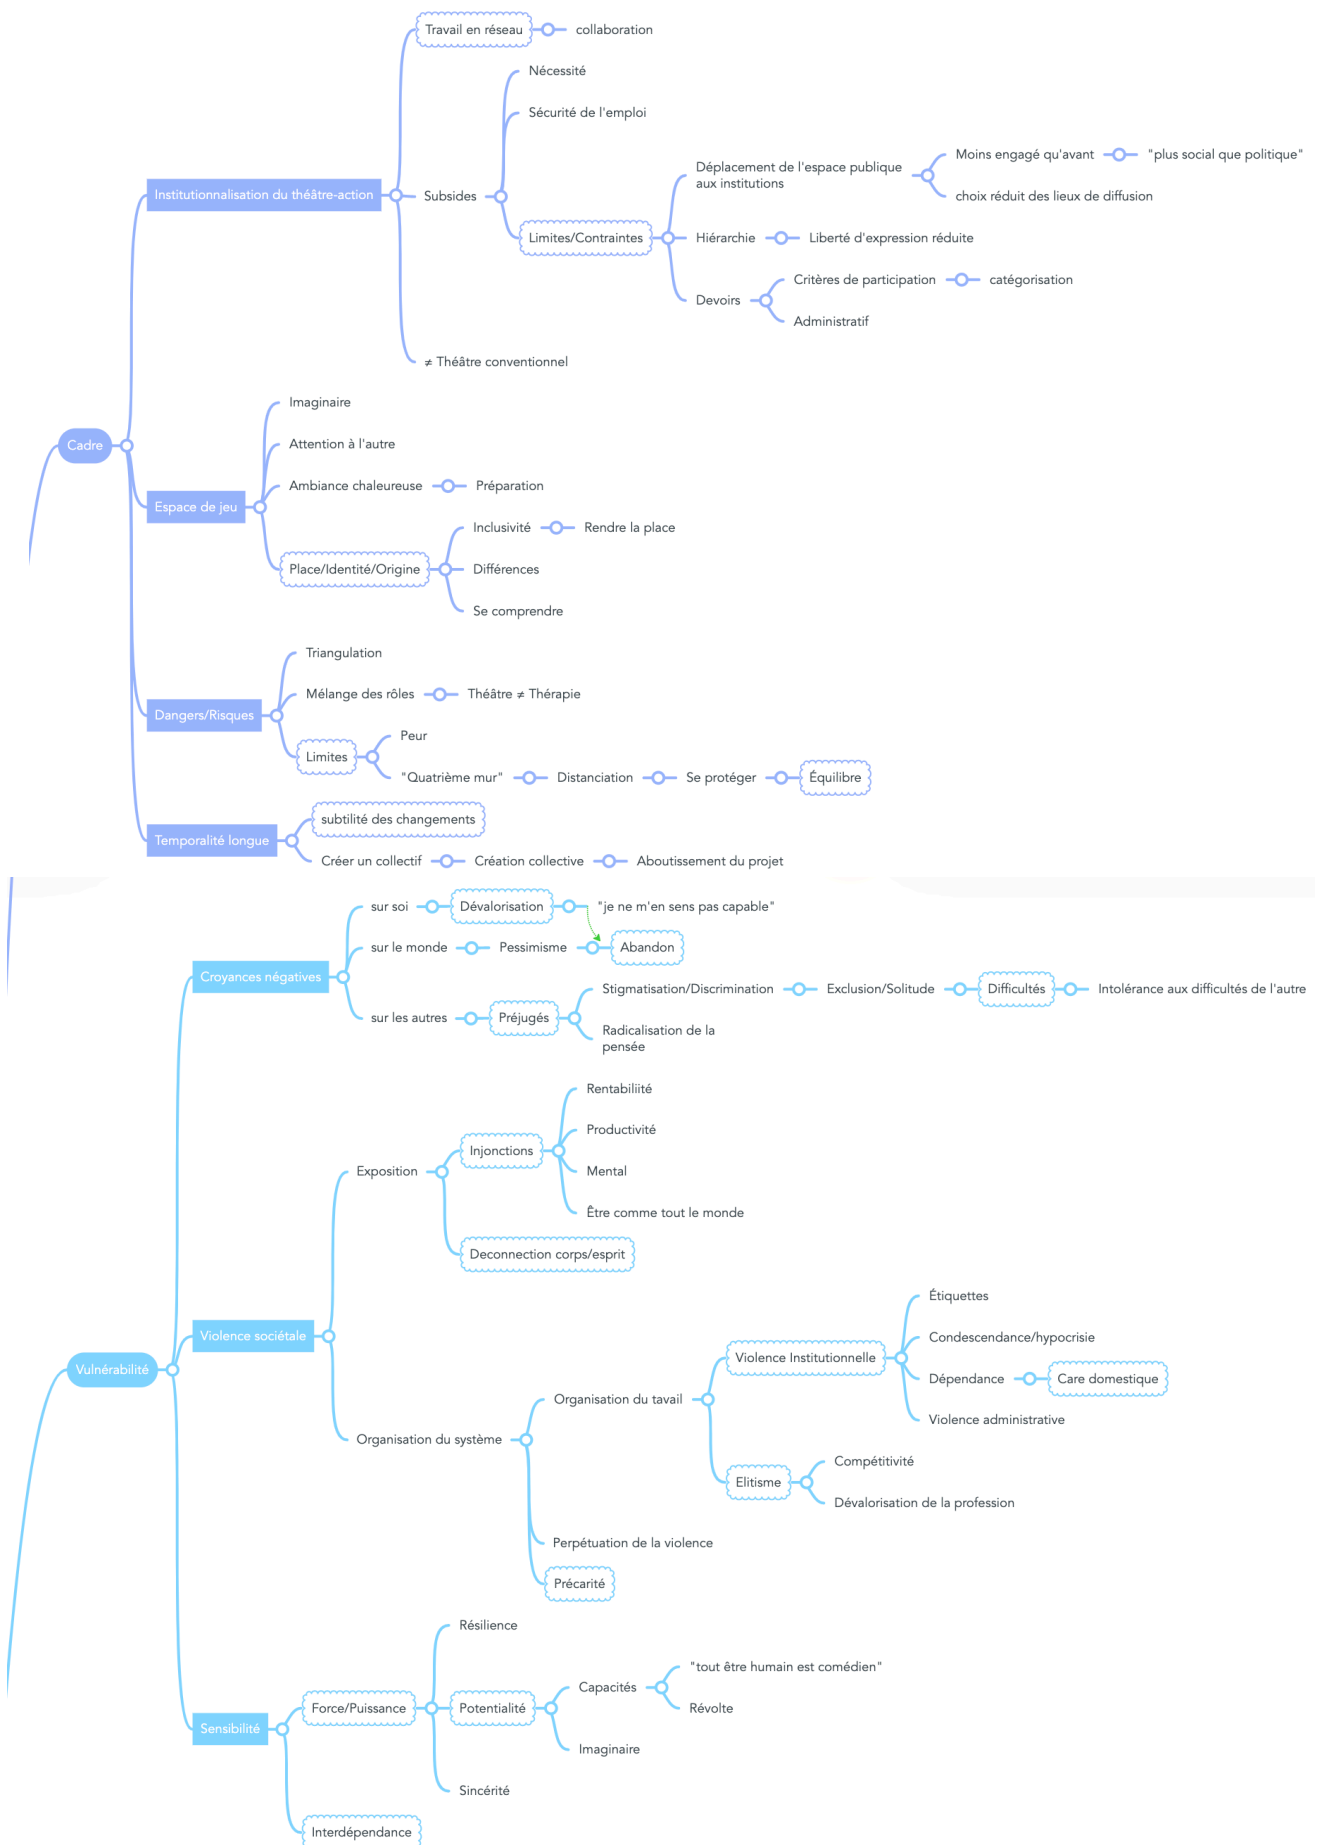 Travail en réseau
collaboration
Nécessité
Sécurité de l'emploi
Déplacement de l'espace publique
aux institutions
Moins engagé qu'avant
"plus social que politique"
choix réduit des lieux de diffusion
Institutionnalisation du théâtre-action
Subsides
Limites/Contraintes
Hiérarchie
Liberté d'expression réduite
Devoirs
Critères de participation
catégorisation
Administratif
≠ Théâtre conventionnel
Cadre
Imaginaire
Attention à l'autre
Ambiance chaleureuse
Préparation
Espace de jeu
Place/Identité/Origine
Inclusivité
Rendre la place
Différences
Se comprendre
Triangulation
Mélange des rôles
Théâtre ≠ Thérapie
Dangers/Risques
Limites
Peur
"Quatrième mur"
Distanciation
Se protéger
Équilibre
subtilité des changements
Temporalité longue
Créer un collectif
Création collective
Aboutissement du projet
sur soi
Dévalorisation
"je ne m'en sens pas capable"
sur le monde
Pessimisme
Abandon
Croyances négatives
sur les autres
Préjugés
Stigmatisation/Discrimination
Exclusion/Solitude
Difficultés
Intolérance aux difficultés de l'autre
Radicalisation de la
pensée
Rentabiliité
Productivité
Injonctions
Mental
Exposition
Être comme tout le monde
Deconnection corps/esprit
Violence sociétale
Vulnérabilité
Étiquettes
Condescendance/hypocrisie
Violence Institutionnelle
Dépendance
Care domestique
Violence administrative
Organisation du tavail
Organisation du système
Compétitivité
Elitisme
Dévalorisation de la profession
Perpétuation de la violence
Précarité
Résilience
"tout être humain est comédien"
Capacités
Force/Puissance
Potentialité
Révolte
Sensibilité
Imaginaire
Sincérité
Interdépendance